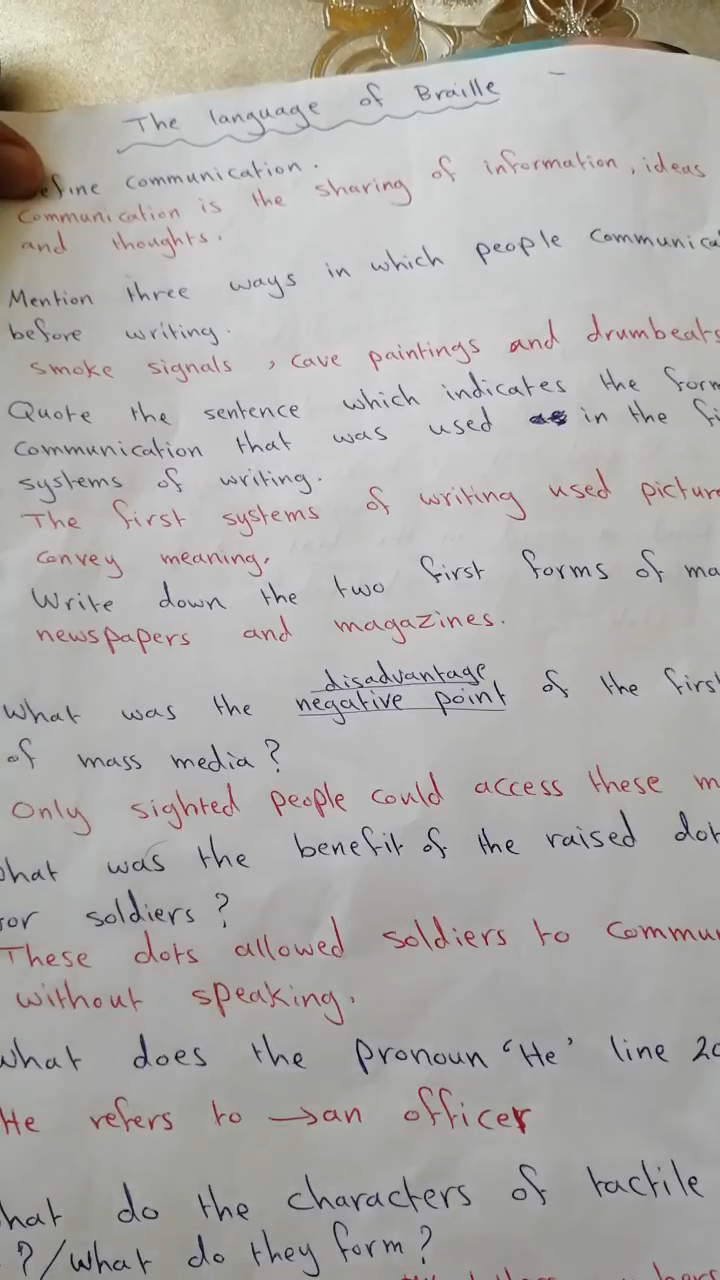 The language of Braille
efine communication.
Communication is the sharing of information, ideas
and thoughts.
Mention three ways in which people communica
before writing.
smoke signals, cave paintings and drumbeats
Quote the sentence which indicates the form
communication that was used in the fi
systems of writing.
The first systems of writing used pictur
convey meaning.
Write down the two first forms of ma
newspapers and magazines.
disadvantage
What was the negative point of the first
of mass media?
Only sighted people could access these m
hat was the benefit of the raised dot
for soldiers?
These dots allowed soldiers to commun
without speaking.
what does the pronoun 'He' line 20
He refers to → an officer
hat do the characters of tactile
?/What do they form?